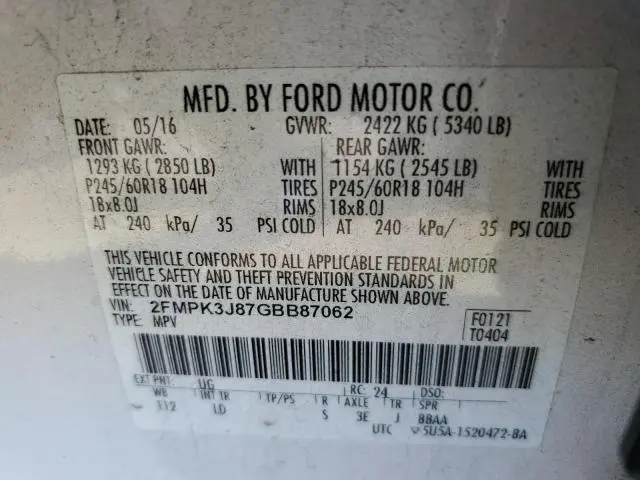 MFD. BY FORD MOTOR CO.
DATE: 05/16 GVWR: 2422 KG ( 5340 LB)
FRONT GAWR: REAR GAWR:
1293 KG ( 2850 LB) WITH 1154 KG ( 2545 LB) WITH
P245/60R18 104H TIRES P245/60R18 104H TIRES
18x8.0J RIMS 18x8.0J RIMS
AT 240 kPa/ 35 PSI COLD AT 240 kPa/ 35 PSI COLD
THIS VEHICLE CONFORMS TO ALL APPLICABLE FEDERAL MOTOR
VEHICLE SAFETY AND THEFT PREVENTION STANDARDS IN
EFFECT ON THE DATE OF MANUFACTURE SHOWN ABOVE.
VIN: 2FMPK3J87GBB87062 F0121
TYPE: MPV T0404
EXT PNT: UG RC: 24 DSO:
WB INT TR TP/PS R AXLE TR SPR
112 LD S 3E J BBAA
UTC 5U5A-1520472-BA